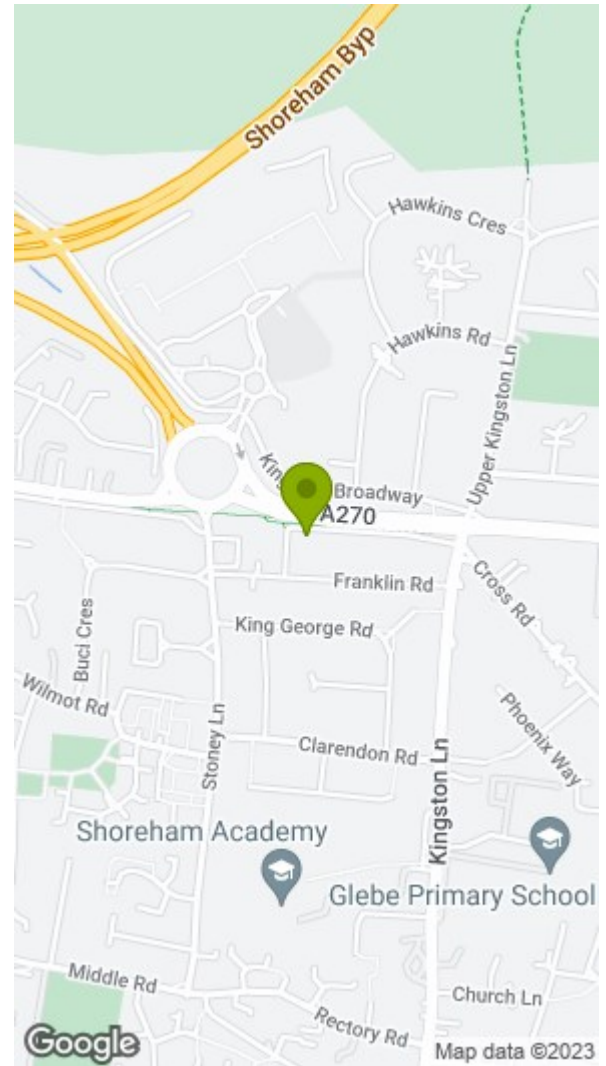 Shoreham Byp
Hawkins Cres
Hawkins Rd
Upper Kingston Ln
Broadway
A270
Franklin Rd
Cross Rd
King George Rd
Buci Cres
Wilmot Rd
Stoney Ln
Clarendon Rd
Phoenix Way
Kingston Ln
Shoreham Academy
Glebe Primary School
Middle Rd
Church Ln
Rectory Rd
Google
Map data ©2023